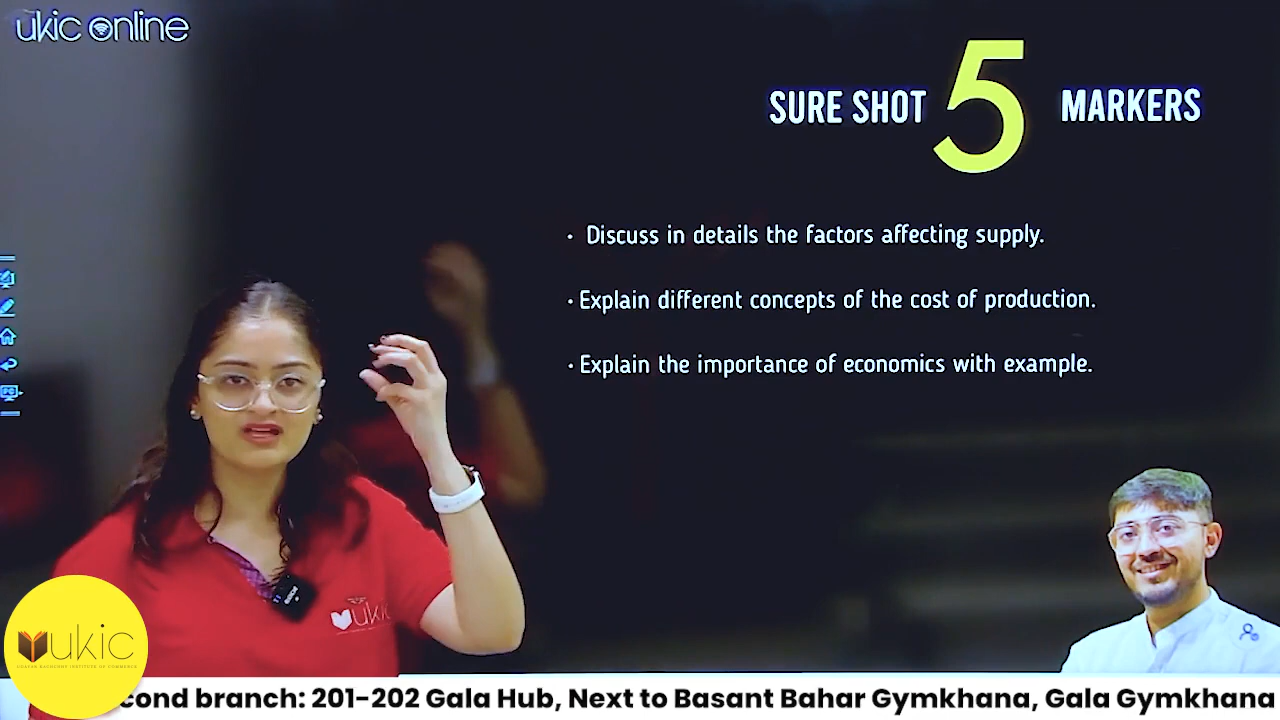 ukic online
SURE SHOT 5 MARKERS
· Discuss in details the factors affecting supply.
· Explain different concepts of the cost of production.
· Explain the importance of economics with example.
ukic
ukic
cond branch: 201-202 Gala Hub, Next to Basant Bahar Gymkhana, Gala Gymkhana